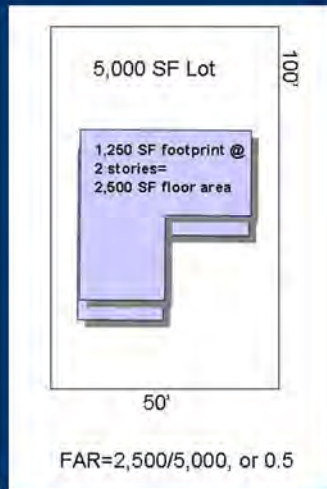 5,000 SF Lot
100'
1,250 SF footprint @
2 stories=
2,500 SF floor area
50'
FAR=2,500/5,000, or 0.5